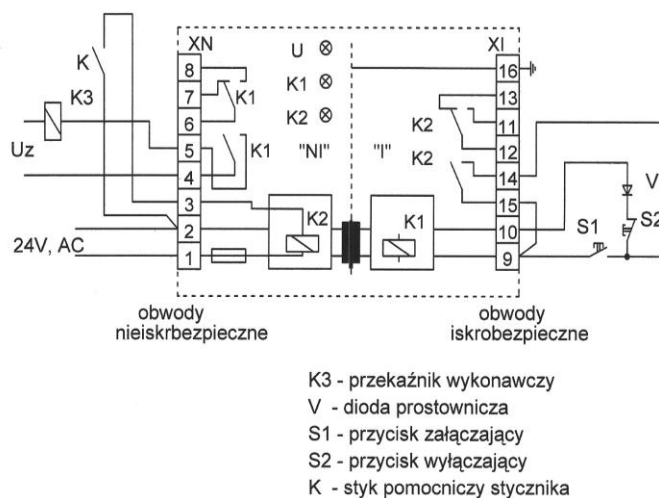 XN
XI
U
K
8
16
7
K1
K1
13
K3
6
K2
K2
11
Uz
5
K1
"NI"
"I"
K2
12
4
14
V
3
K2
K1
15
S2
2
10
S1
24V, AC
1
9
obwody
nieiskrbezpieczne
obwody
iskrobezpieczne
K3 - przekaźnik wykonawczy
V - dioda prostownicza
S1 - przycisk załączający
S2 - przycisk wyłączający
K - styk pomocniczy stycznika